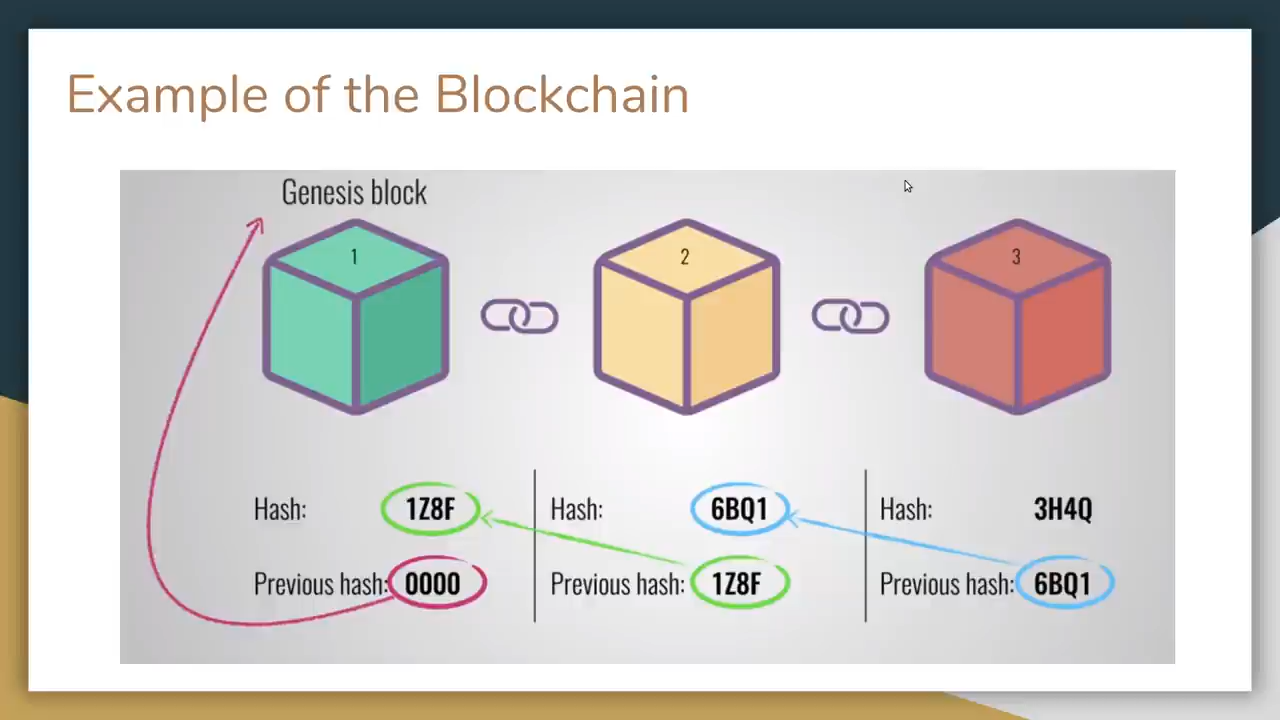 Example of the Blockchain
Genesis block
1
2
3
Hash: 1Z8F
Previous hash: 0000
Hash: 6BQ1
Previous hash: 1Z8F
Hash: 3H4Q
Previous hash: 6BQ1